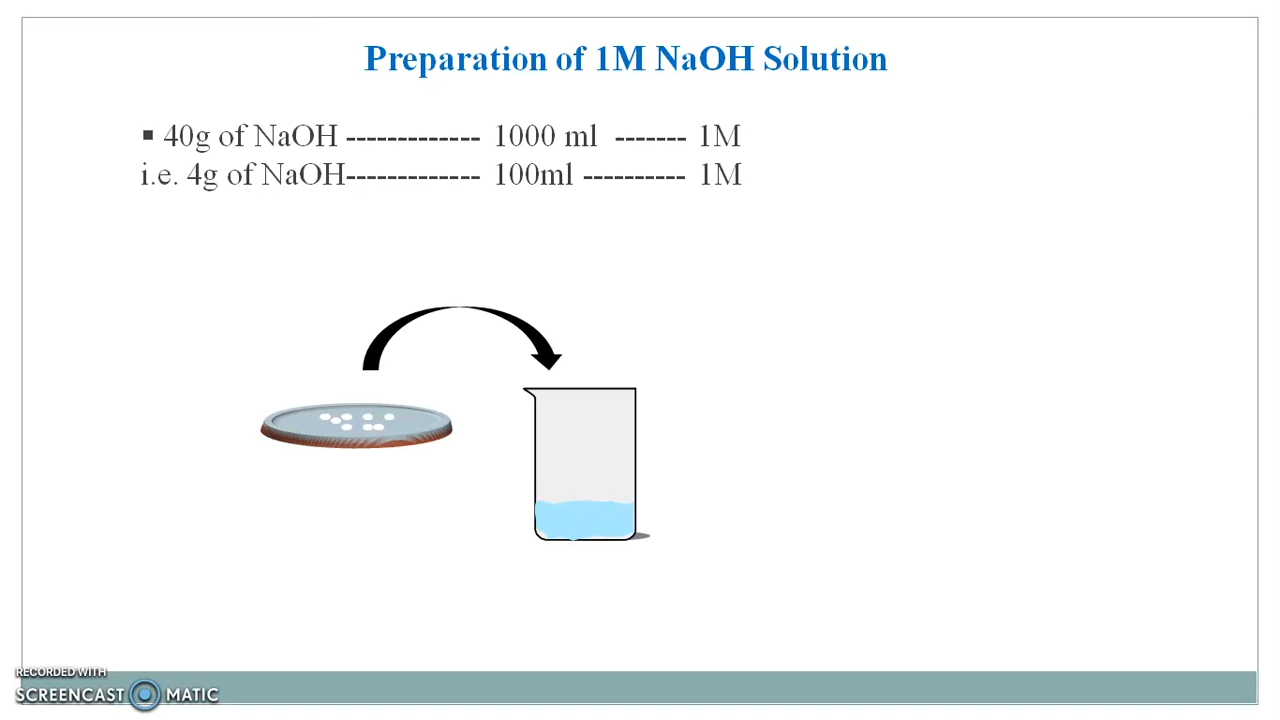 Preparation of 1M NaOH Solution
▪ 40g of NaOH ------------- 1000 ml ------- 1M
i.e. 4g of NaOH------------- 100ml ---------- 1M
RECORDED WITH
SCREENCAST MATIC